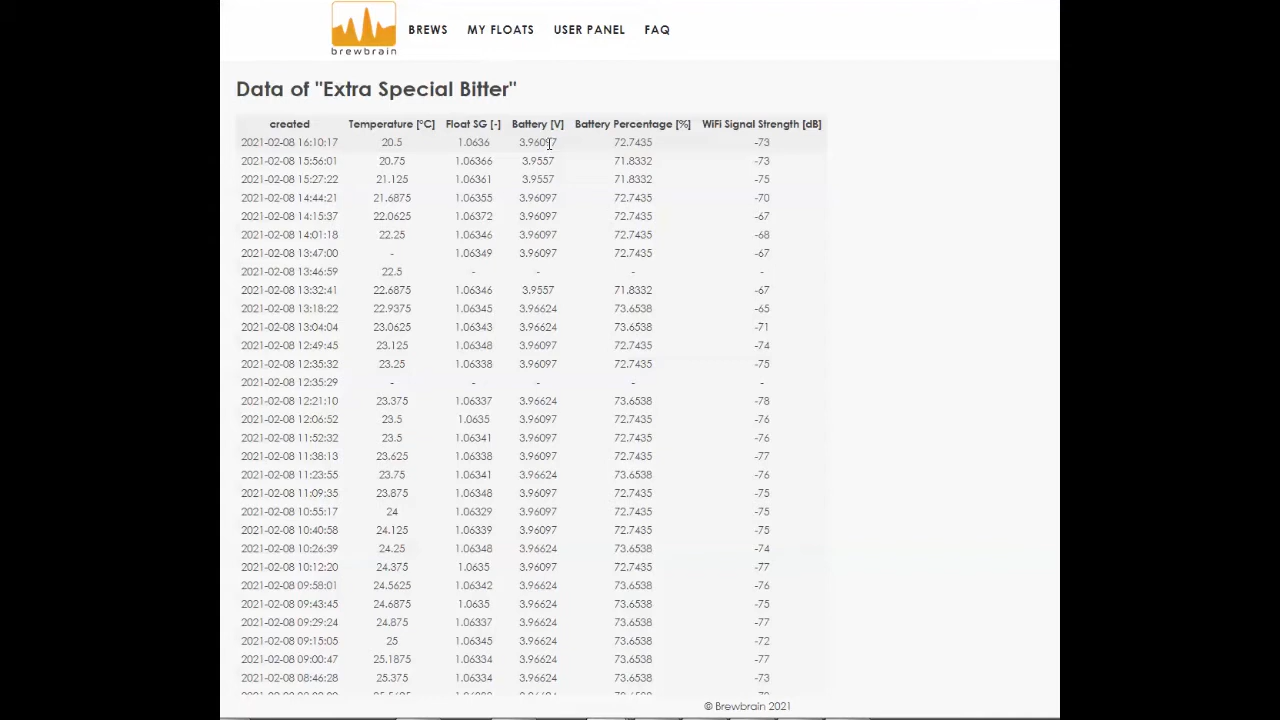 brewbrain
BREWS MY FLOATS USER PANEL FAQ
Data of "Extra Special Bitter"
created Temperature [°C] Float SG [-] Battery [V] Battery Percentage [%] WiFi Signal Strength [dB]
2021-02-08 16:10:17 20.5 1.0636 3.96097 72.7435 -73
2021-02-08 15:56:01 20.75 1.06366 3.9557 71.8332 -73
2021-02-08 15:27:22 21.125 1.06361 3.9557 71.8332 -75
2021-02-08 14:44:21 21.6875 1.06355 3.96097 72.7435 -70
2021-02-08 14:15:37 22.0625 1.06372 3.96097 72.7435 -67
2021-02-08 14:01:18 22.25 1.06346 3.96097 72.7435 -68
2021-02-08 13:47:00 - 1.06349 3.96097 72.7435 -67
2021-02-08 13:46:59 22.5 - - - -
2021-02-08 13:32:41 22.6875 1.06346 3.9557 71.8332 -67
2021-02-08 13:18:22 22.9375 1.06345 3.96624 73.6538 -65
2021-02-08 13:04:04 23.0625 1.06343 3.96624 73.6538 -71
2021-02-08 12:49:45 23.125 1.06348 3.96097 72.7435 -74
2021-02-08 12:35:32 23.25 1.06338 3.96097 72.7435 -75
2021-02-08 12:35:29 - - - - -
2021-02-08 12:21:10 23.375 1.06337 3.96624 73.6538 -78
2021-02-08 12:06:52 23.5 1.0635 3.96097 72.7435 -76
2021-02-08 11:52:32 23.5 1.06341 3.96097 72.7435 -76
2021-02-08 11:38:13 23.625 1.06338 3.96097 72.7435 -77
2021-02-08 11:23:55 23.75 1.06341 3.96624 73.6538 -76
2021-02-08 11:09:35 23.875 1.06348 3.96097 72.7435 -75
2021-02-08 10:55:17 24 1.06329 3.96097 72.7435 -75
2021-02-08 10:40:58 24.125 1.06339 3.96097 72.7435 -75
2021-02-08 10:26:39 24.25 1.06348 3.96624 73.6538 -74
2021-02-08 10:12:20 24.375 1.0635 3.96097 72.7435 -77
2021-02-08 09:58:01 24.5625 1.06342 3.96624 73.6538 -76
2021-02-08 09:43:45 24.6875 1.0635 3.96624 73.6538 -75
2021-02-08 09:29:24 24.875 1.06337 3.96624 73.6538 -77
2021-02-08 09:15:05 25 1.06345 3.96624 73.6538 -72
2021-02-08 09:00:47 25.1875 1.06334 3.96624 73.6538 -77
2021-02-08 08:46:28 25.375 1.06334 3.96624 73.6538 -73
© Brewbrain 2021